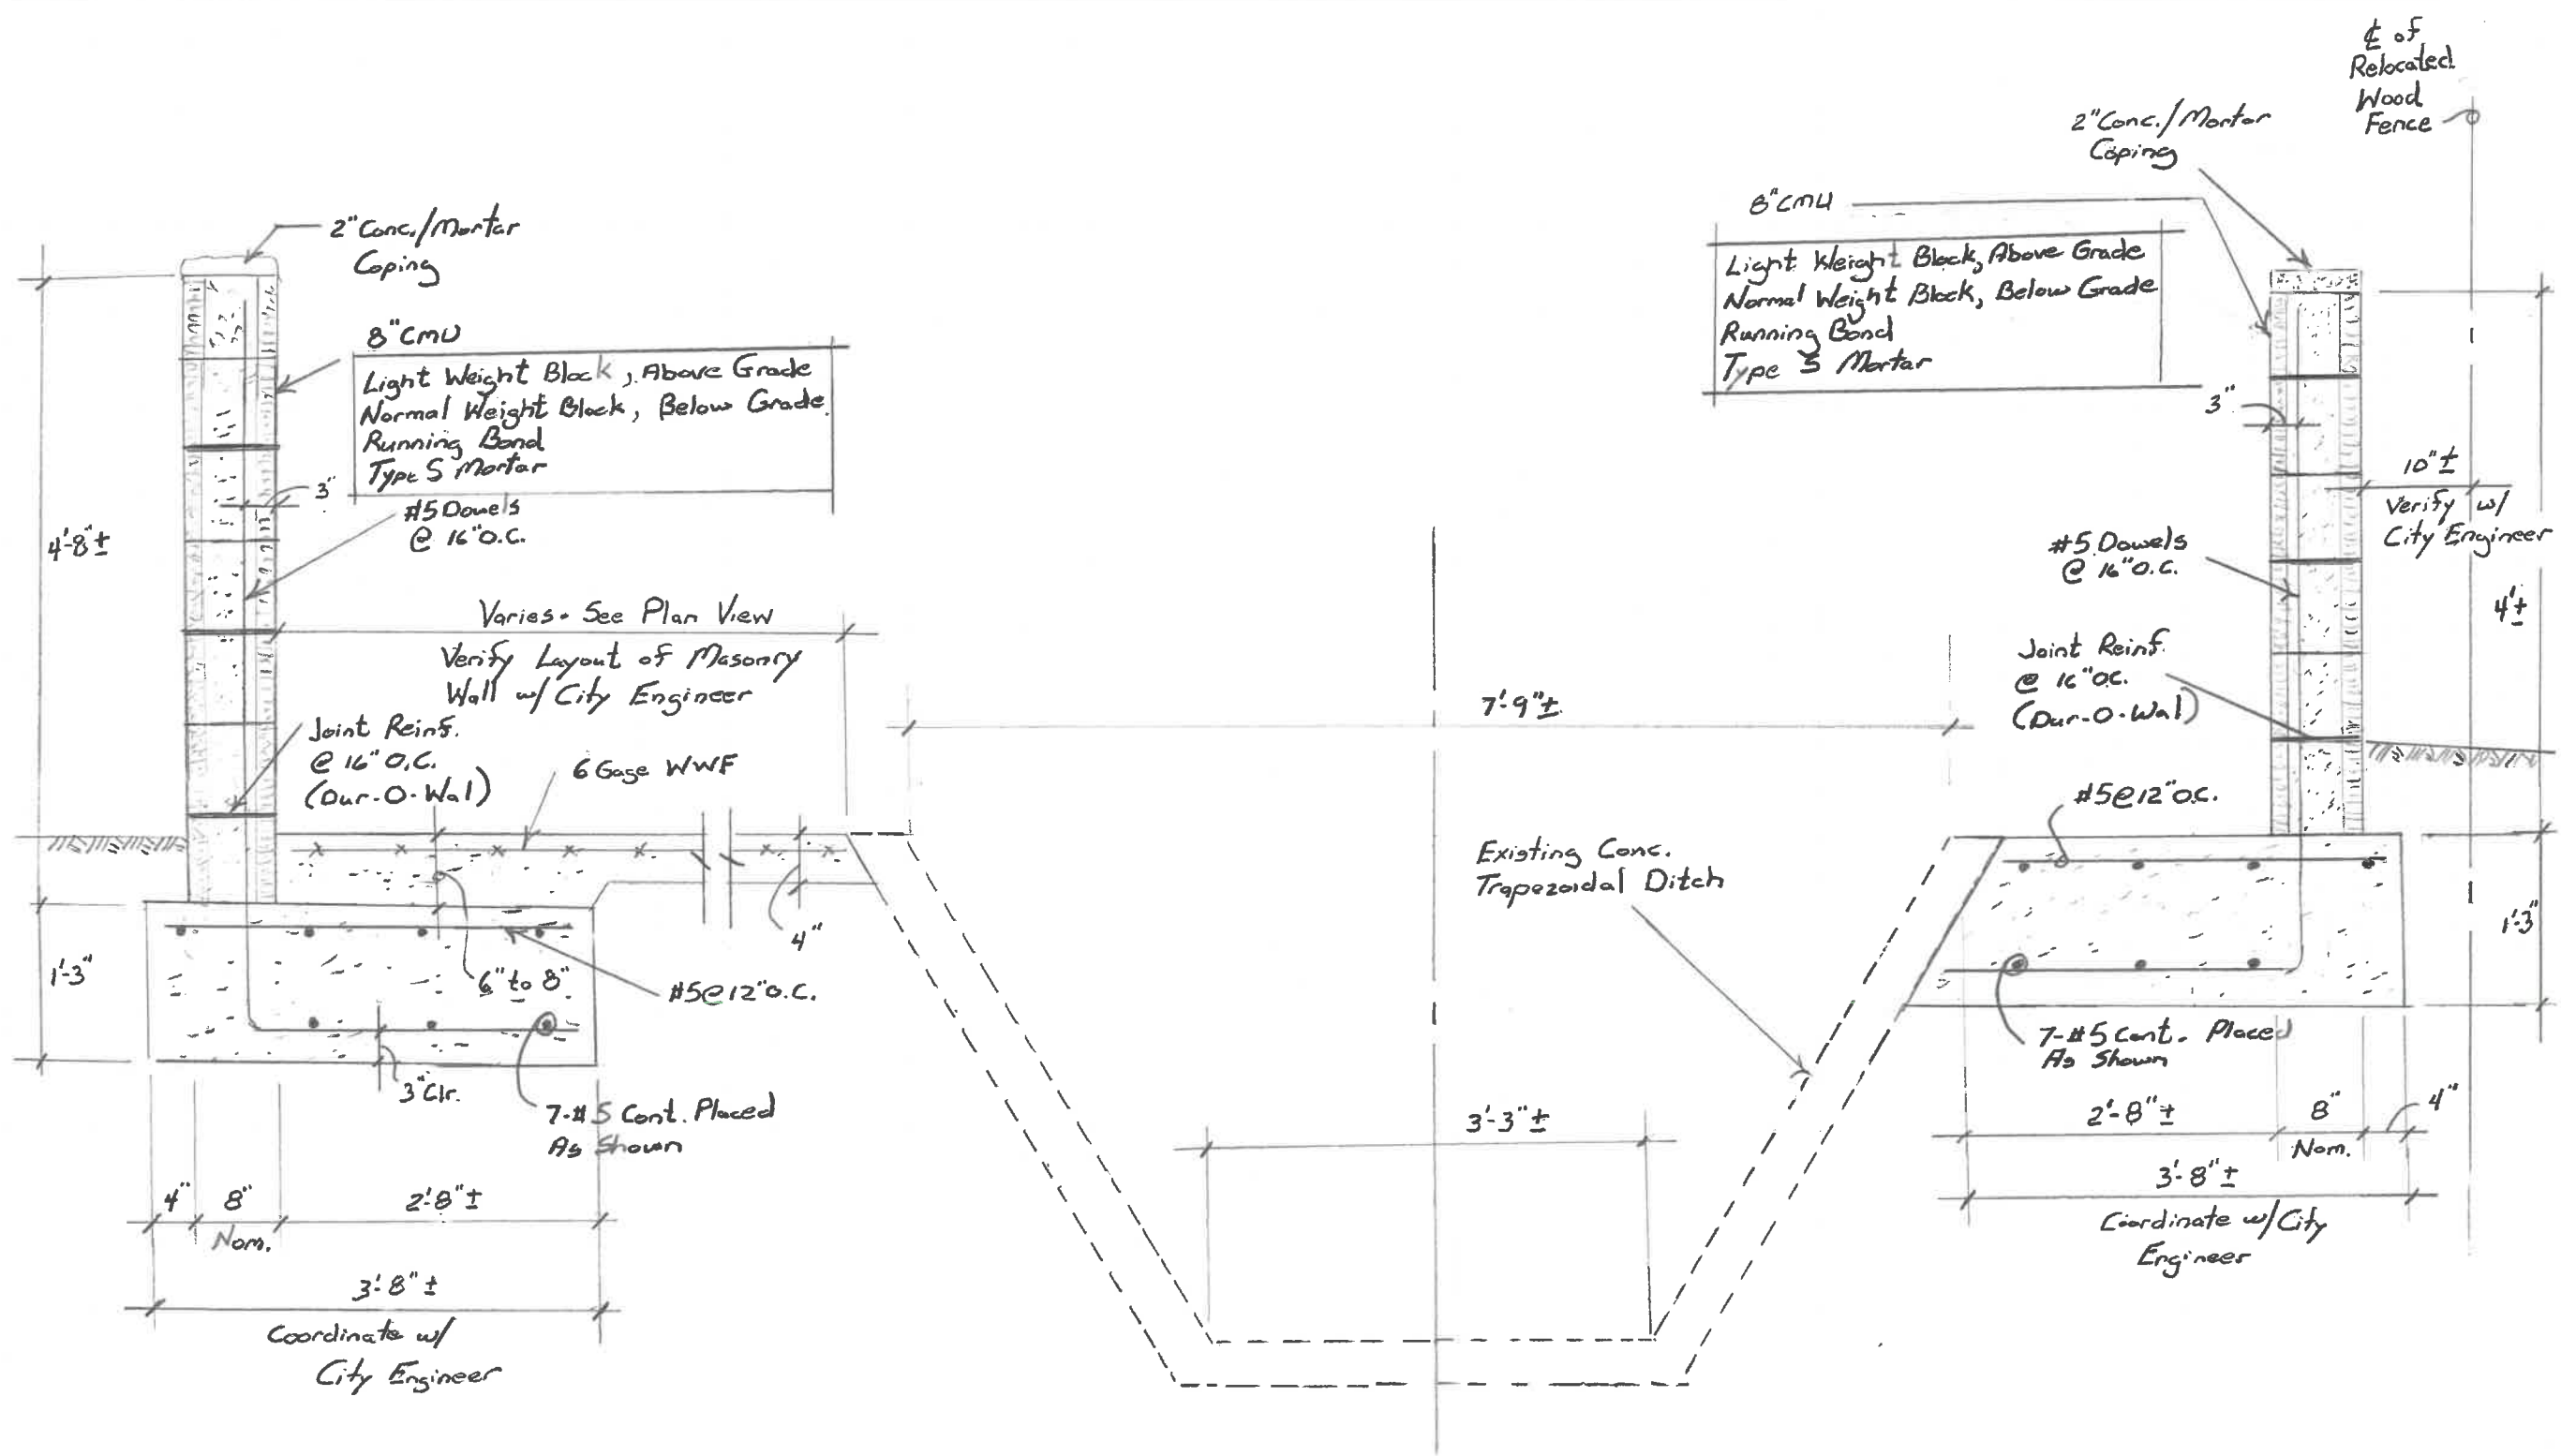 2" Conc./Mortar
Coping
8" CMU
Light Weight Block, Above Grade
Normal Weight Block, Below Grade
Running Bond
Type S Mortar
3"
#5 Dowels
@ 16" O.C.
4'-8" ±
Varies - See Plan View
Verify Layout of Masonry
Wall w/ City Engineer
Joint Reinf.
@ 16" O.C.
(Dur-O-Wal)
6 Gage WWF
4"
6" to 8"
#5 @ 12" O.C.
1'-3"
3" Clr.
7-#5 Cont. Placed
As Shown
4"
8"
Nom.
2'-8" ±
3'-8" ±
Coordinate w/
City Engineer
7'-9" ±
Existing Conc.
Trapezoidal Ditch
3'-3" ±
℄ of
Relocated
Wood
Fence
2" Conc./Mortar
Coping
8" CMU
Light Weight Block, Above Grade
Normal Weight Block, Below Grade
Running Bond
Type S Mortar
3"
10" ±
Verify w/
City Engineer
#5 Dowels
@ 16" O.C.
4' ±
Joint Reinf.
@ 16" O.C.
(Dur-O-Wal)
#5 @ 12" O.C.
1'-3"
7-#5 Cont. Placed
As Shown
2'-8" ±
8"
Nom.
4"
3'-8" ±
Coordinate w/ City
Engineer